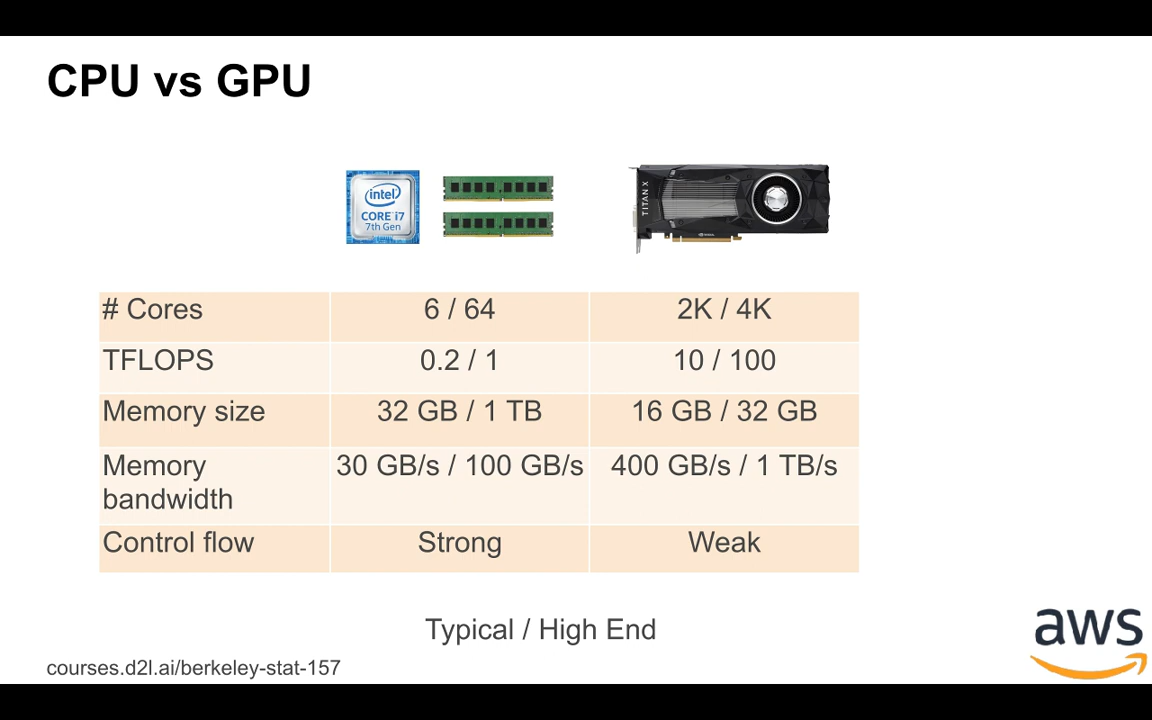 CPU vs GPU
intel
CORE i7
7th Gen
TITAN X
# Cores 6 / 64 2K / 4K
TFLOPS 0.2 / 1 10 / 100
Memory size 32 GB / 1 TB 16 GB / 32 GB
Memory 30 GB/s / 100 GB/s 400 GB/s / 1 TB/s
bandwidth
Control flow Strong Weak
Typical / High End
aws
courses.d2l.ai/berkeley-stat-157